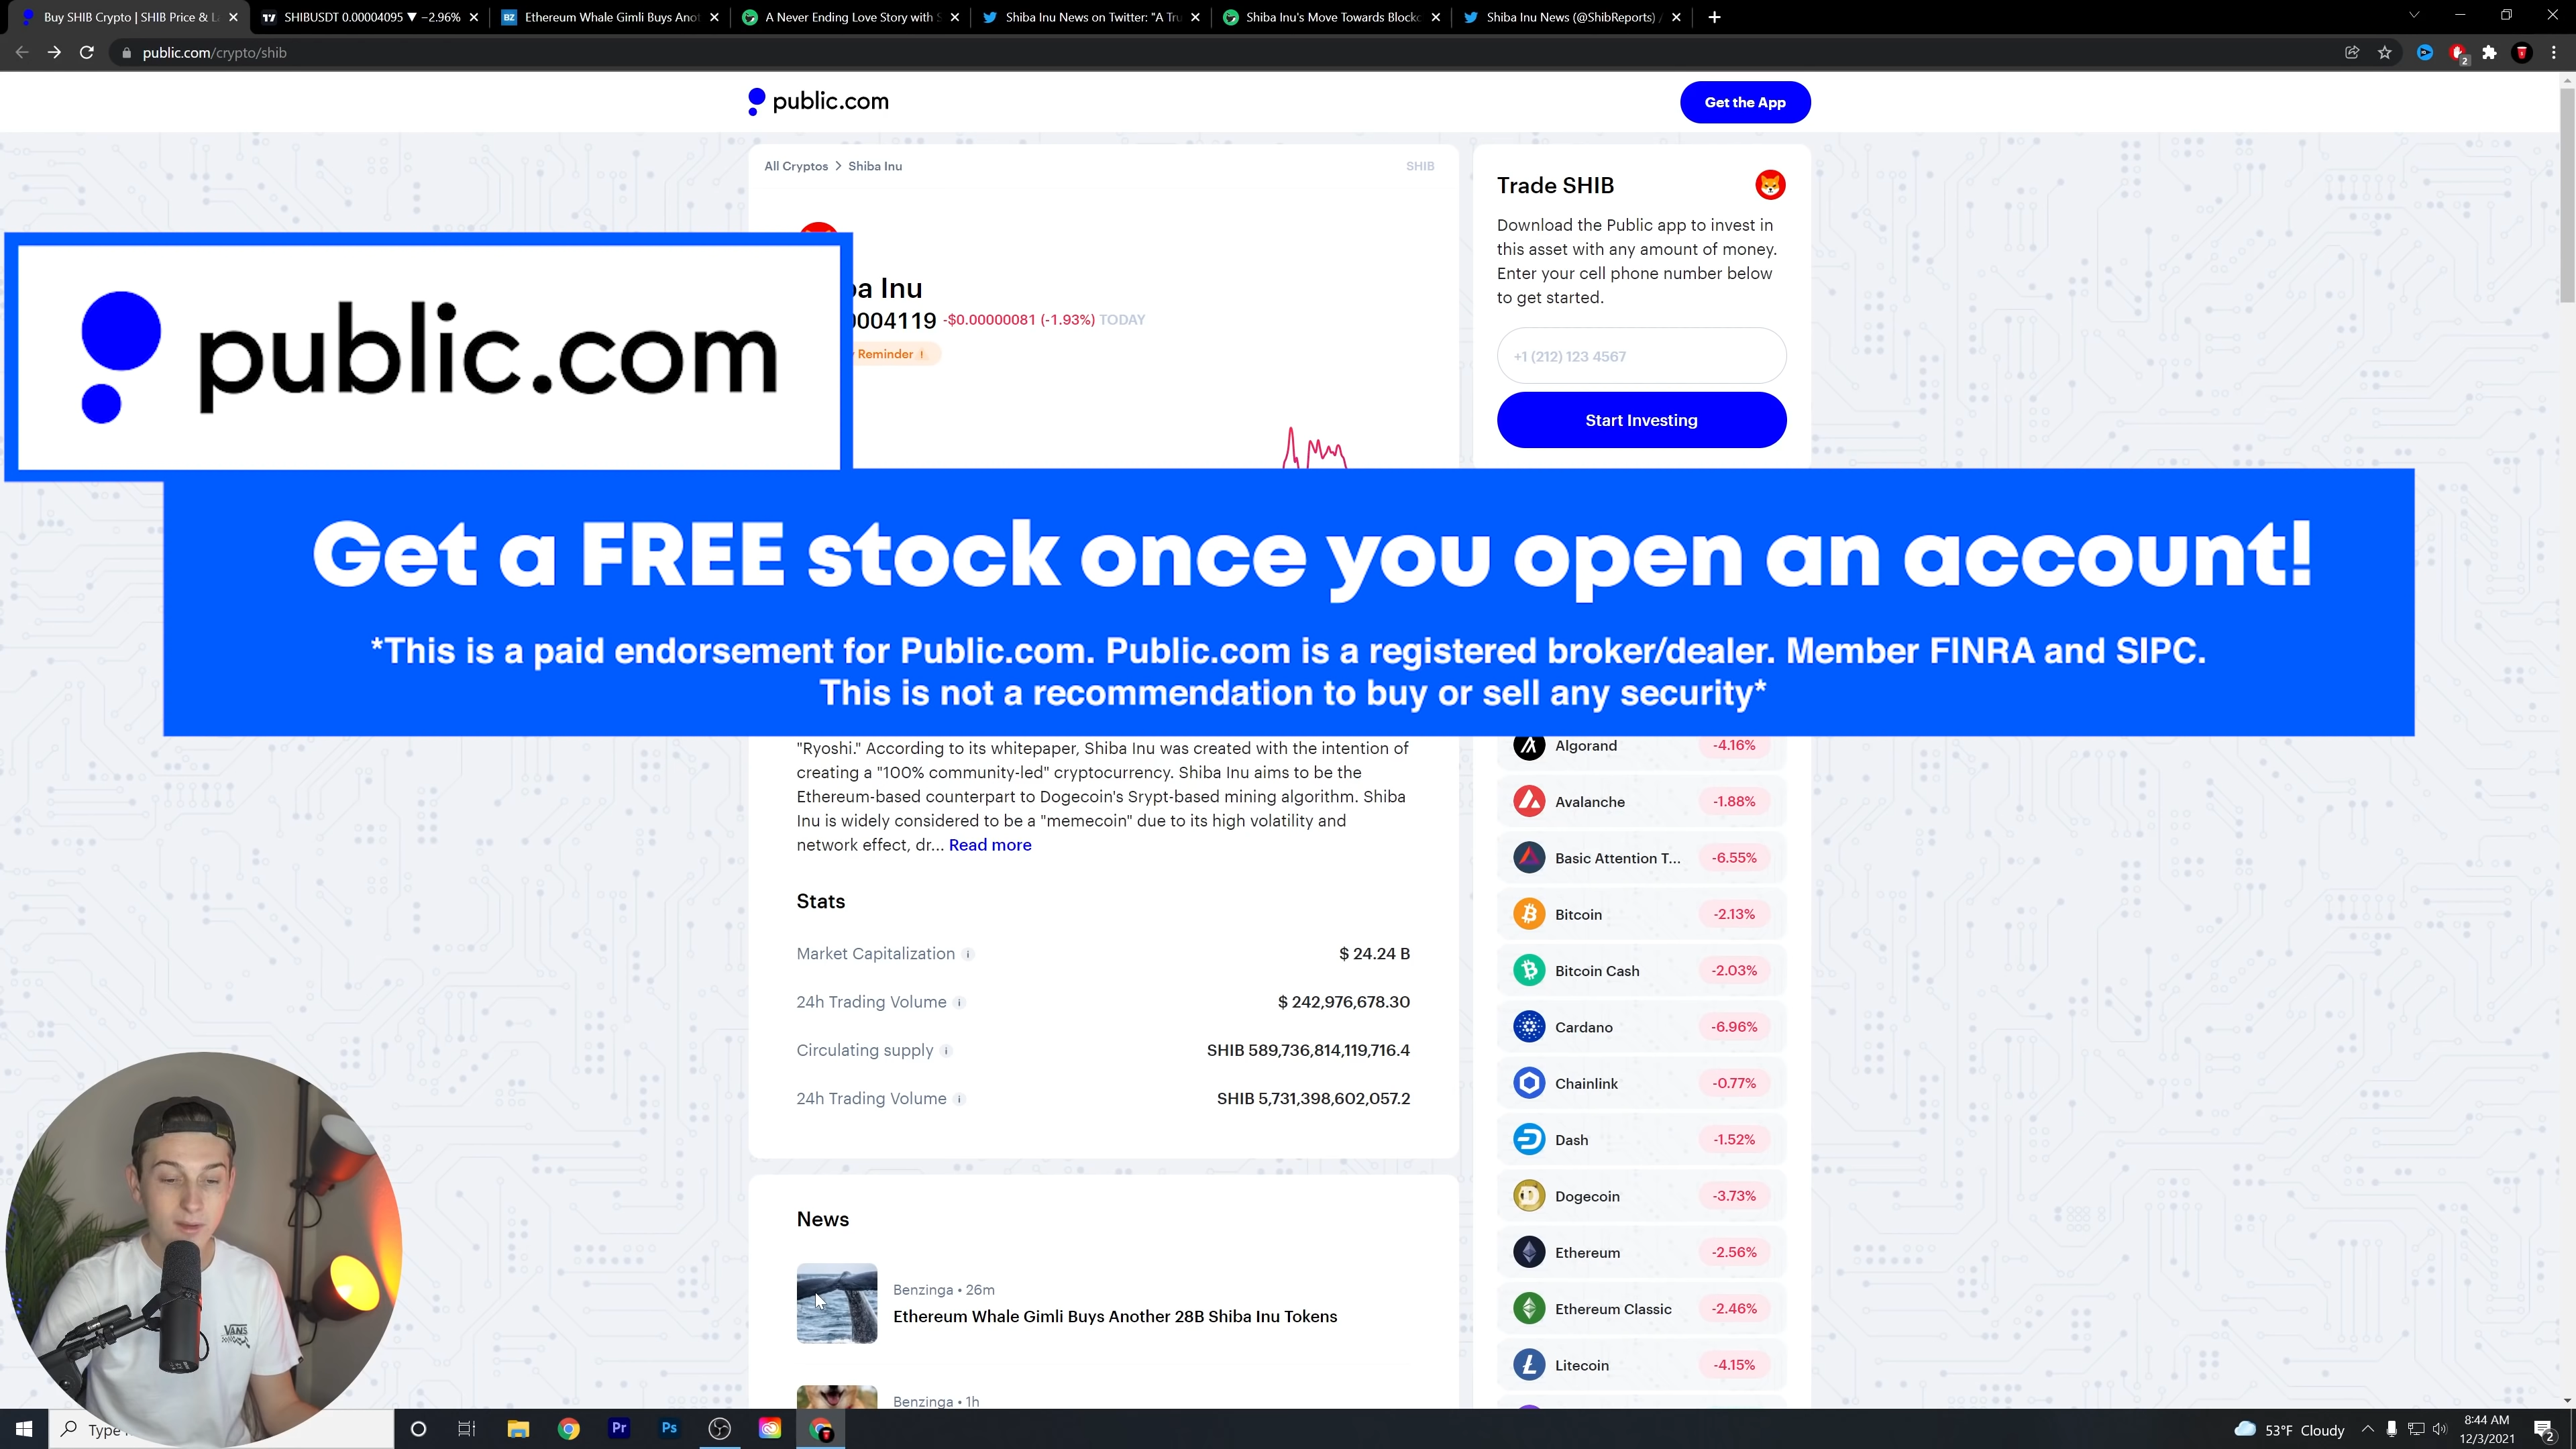 Buy SHIB Crypto | SHIB Price & L
SHIBUSDT 0.00004095 ▼ −2.96%
Ethereum Whale Gimli Buys Anot
A Never Ending Love Story with S
Shiba Inu News on Twitter: "A Tru
Shiba Inu's Move Towards Blockc
Shiba Inu News (@ShibReports) /
public.com/crypto/shib
2
public.com
Get the App
All Cryptos > Shiba Inu
SHIB
ba Inu
0004119 -$0.00000081 (-1.93%) TODAY
Reminder
Trade SHIB
Download the Public app to invest in
this asset with any amount of money.
Enter your cell phone number below
to get started.
+1 (212) 123 4567
Start Investing
public.com
Get a FREE stock once you open an account!
*This is a paid endorsement for Public.com. Public.com is a registered broker/dealer. Member FINRA and SIPC.
This is not a recommendation to buy or sell any security*
"Ryoshi." According to its whitepaper, Shiba Inu was created with the intention of
creating a "100% community-led" cryptocurrency. Shiba Inu aims to be the
Ethereum-based counterpart to Dogecoin's Srypt-based mining algorithm. Shiba
Inu is widely considered to be a "memecoin" due to its high volatility and
network effect, dr... Read more
Stats
Market Capitalization $ 24.24 B
24h Trading Volume $ 242,976,678.30
Circulating supply SHIB 589,736,814,119,716.4
24h Trading Volume SHIB 5,731,398,602,057.2
News
Benzinga • 26m
Ethereum Whale Gimli Buys Another 28B Shiba Inu Tokens
Benzinga • 1h
Algorand -4.16%
Avalanche -1.88%
Basic Attention T... -6.55%
Bitcoin -2.13%
Bitcoin Cash -2.03%
Cardano -6.96%
Chainlink -0.77%
Dash -1.52%
Dogecoin -3.73%
Ethereum -2.56%
Ethereum Classic -2.46%
Litecoin -4.15%
VANS
Type
Pr
Ps
53°F Cloudy
8:44 AM
12/3/2021
2